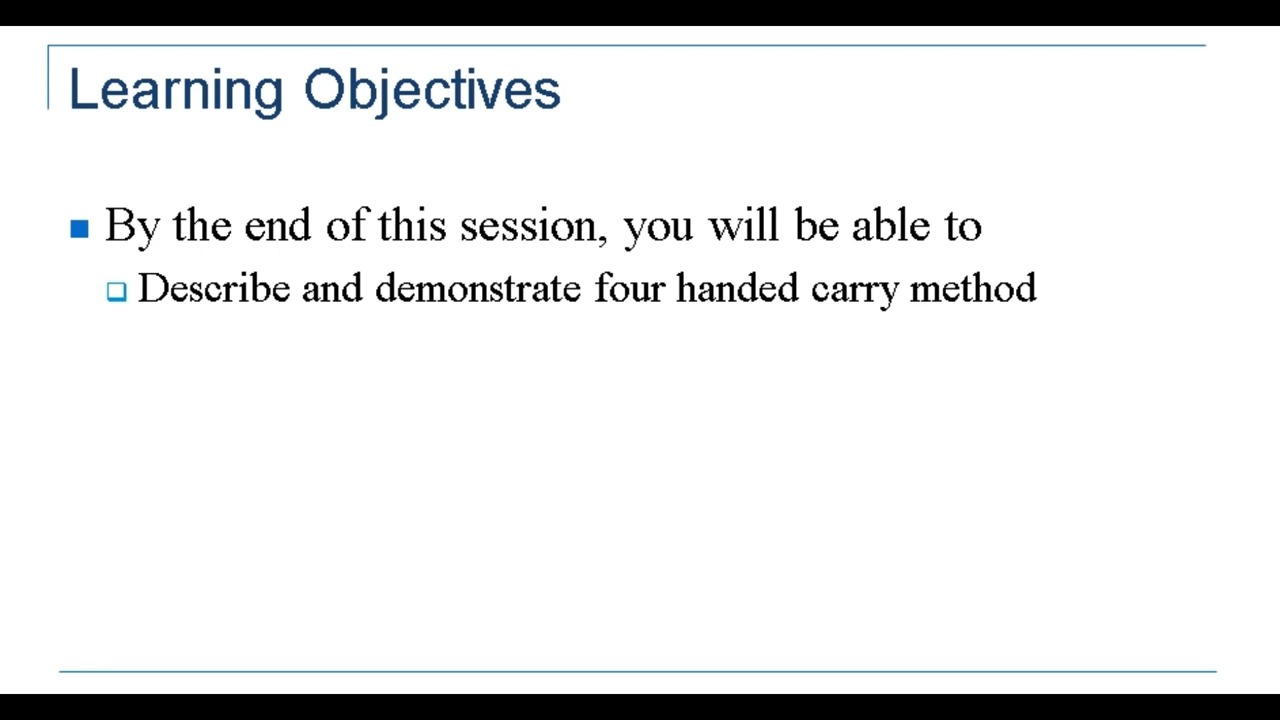 Learning Objectives
By the end of this session, you will be able to
Describe and demonstrate four handed carry method